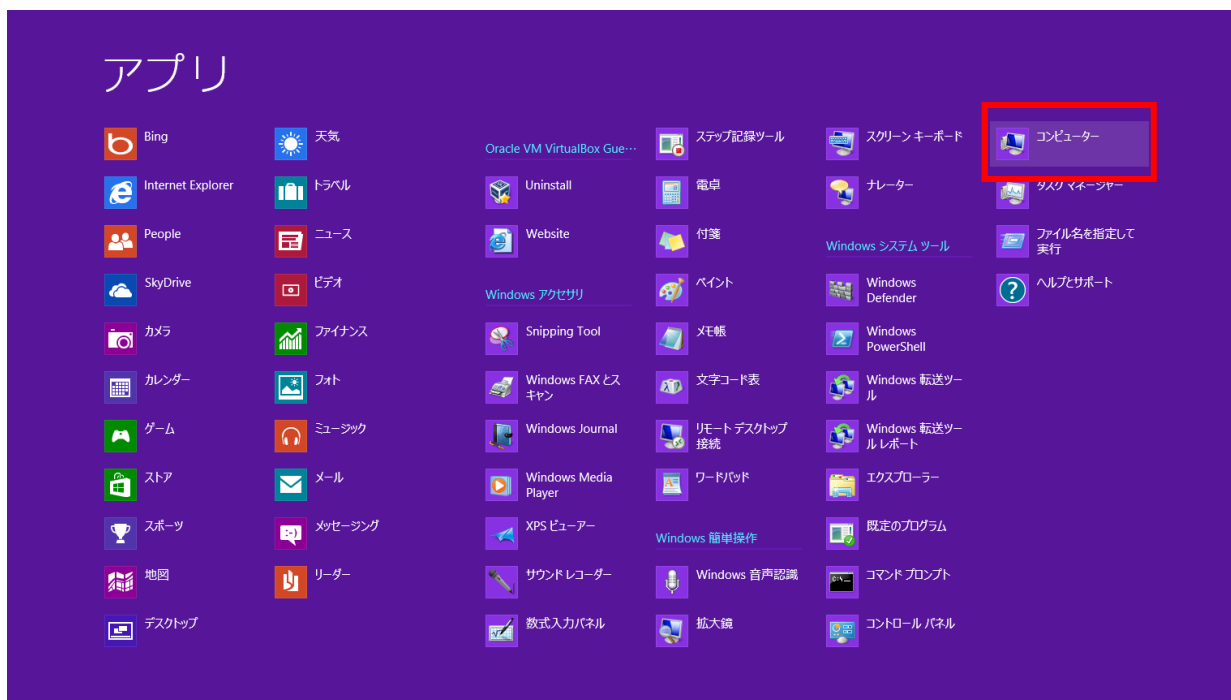 アプリ
Bing
Internet Explorer
People
SkyDrive
カメラ
カレンダー
ゲーム
ストア
スポーツ
地図
デスクトップ
天気
トラベル
ニュース
ビデオ
ファイナンス
フォト
ミュージック
メール
メッセージング
リーダー
Oracle VM VirtualBox Gue…
Uninstall
Website
Windows アクセサリ
Snipping Tool
Windows FAX とス
キャン
Windows Journal
Windows Media
Player
XPS ビューアー
サウンド レコーダー
数式入力パネル
ステップ記録ツール
電卓
付箋
ペイント
メモ帳
文字コード表
リモート デスクトップ
接続
ワードパッド
Windows 簡単操作
Windows 音声認識
拡大鏡
スクリーン キーボード
ナレーター
Windows システム ツール
Windows
Defender
Windows
PowerShell
Windows 転送ツー
ル
Windows 転送ツー
ル レポート
エクスプローラー
既定のプログラム
コマンド プロンプト
コントロール パネル
コンピューター
タスク マネージャー
ファイル名を指定して
実行
ヘルプとサポート